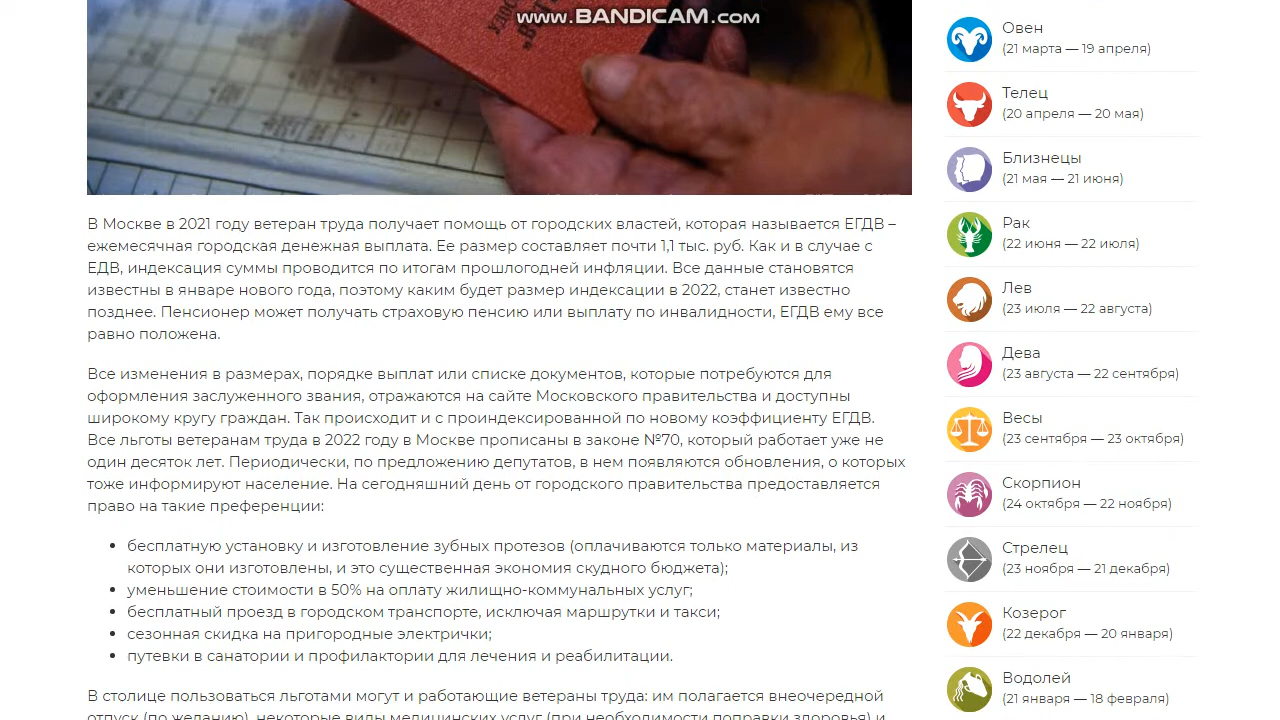 www.BANDICAM.com
В Москве в 2021 году ветеран труда получает помощь от городских властей, которая называется ЕГДВ –
ежемесячная городская денежная выплата. Ее размер составляет почти 1,1 тыс. руб. Как и в случае с
ЕДВ, индексация суммы проводится по итогам прошлогодней инфляции. Все данные становятся
известны в январе нового года, поэтому каким будет размер индексации в 2022, станет известно
позднее. Пенсионер может получать страховую пенсию или выплату по инвалидности, ЕГДВ ему все
равно положена.
Все изменения в размерах, порядке выплат или списке документов, которые потребуются для
оформления заслуженного звания, отражаются на сайте Московского правительства и доступны
широкому кругу граждан. Так происходит и с проиндексированной по новому коэффициенту ЕГДВ.
Все льготы ветеранам труда в 2022 году в Москве прописаны в законе №70, который работает уже не
один десяток лет. Периодически, по предложению депутатов, в нем появляются обновления, о которых
тоже информируют население. На сегодняшний день от городского правительства предоставляется
право на такие преференции:
• бесплатную установку и изготовление зубных протезов (оплачиваются только материалы, из
которых они изготовлены, и это существенная экономия скудного бюджета);
• уменьшение стоимости в 50% на оплату жилищно-коммунальных услуг;
• бесплатный проезд в городском транспорте, исключая маршрутки и такси;
• сезонная скидка на пригородные электрички;
• путевки в санатории и профилактории для лечения и реабилитации.
В столице пользоваться льготами могут и работающие ветераны труда: им полагается внеочередной
отпуск (по желанию), некоторые виды медицинских услуг (при необходимости поправки здоровья) и
Овен
(21 марта — 19 апреля)
Телец
(20 апреля — 20 мая)
Близнецы
(21 мая — 21 июня)
Рак
(22 июня — 22 июля)
Лев
(23 июля — 22 августа)
Дева
(23 августа — 22 сентября)
Весы
(23 сентября — 23 октября)
Скорпион
(24 октября — 22 ноября)
Стрелец
(23 ноября — 21 декабря)
Козерог
(22 декабря — 20 января)
Водолей
(21 января — 18 февраля)